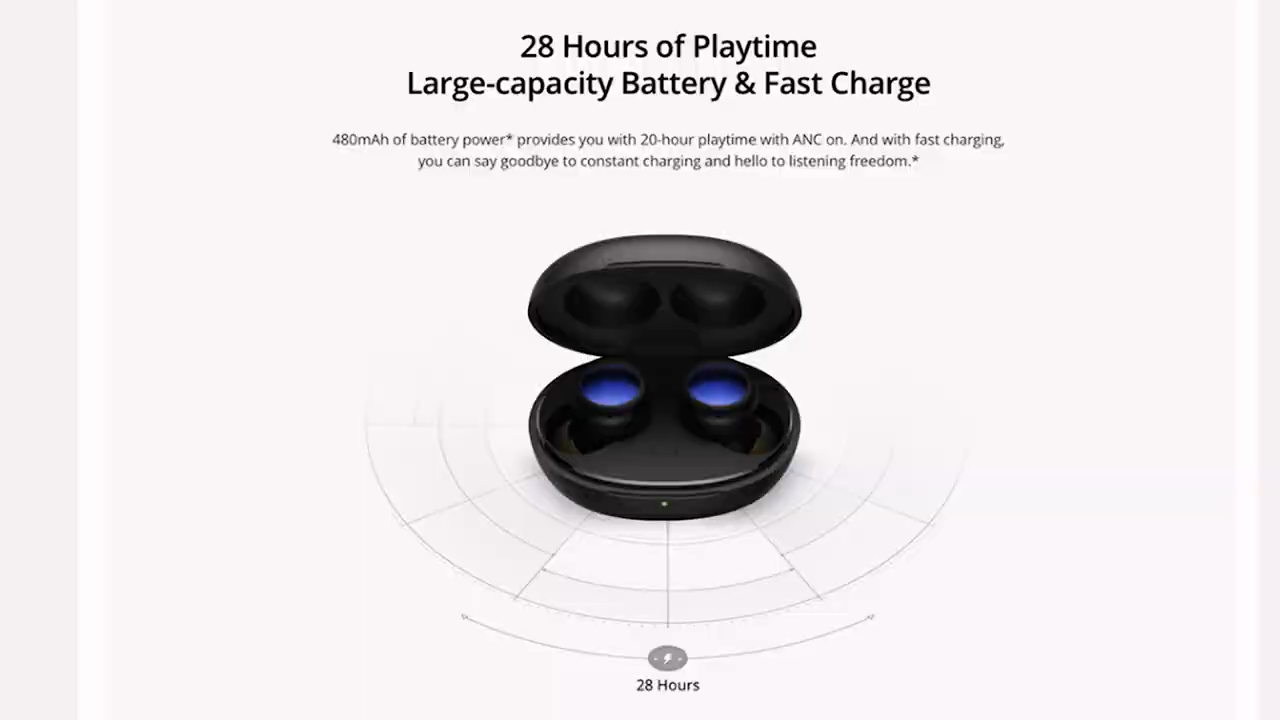 28 Hours of Playtime
Large-capacity Battery & Fast Charge
480mAh of battery power* provides you with 20-hour playtime with ANC on. And with fast charging,
you can say goodbye to constant charging and hello to listening freedom.*
28 Hours